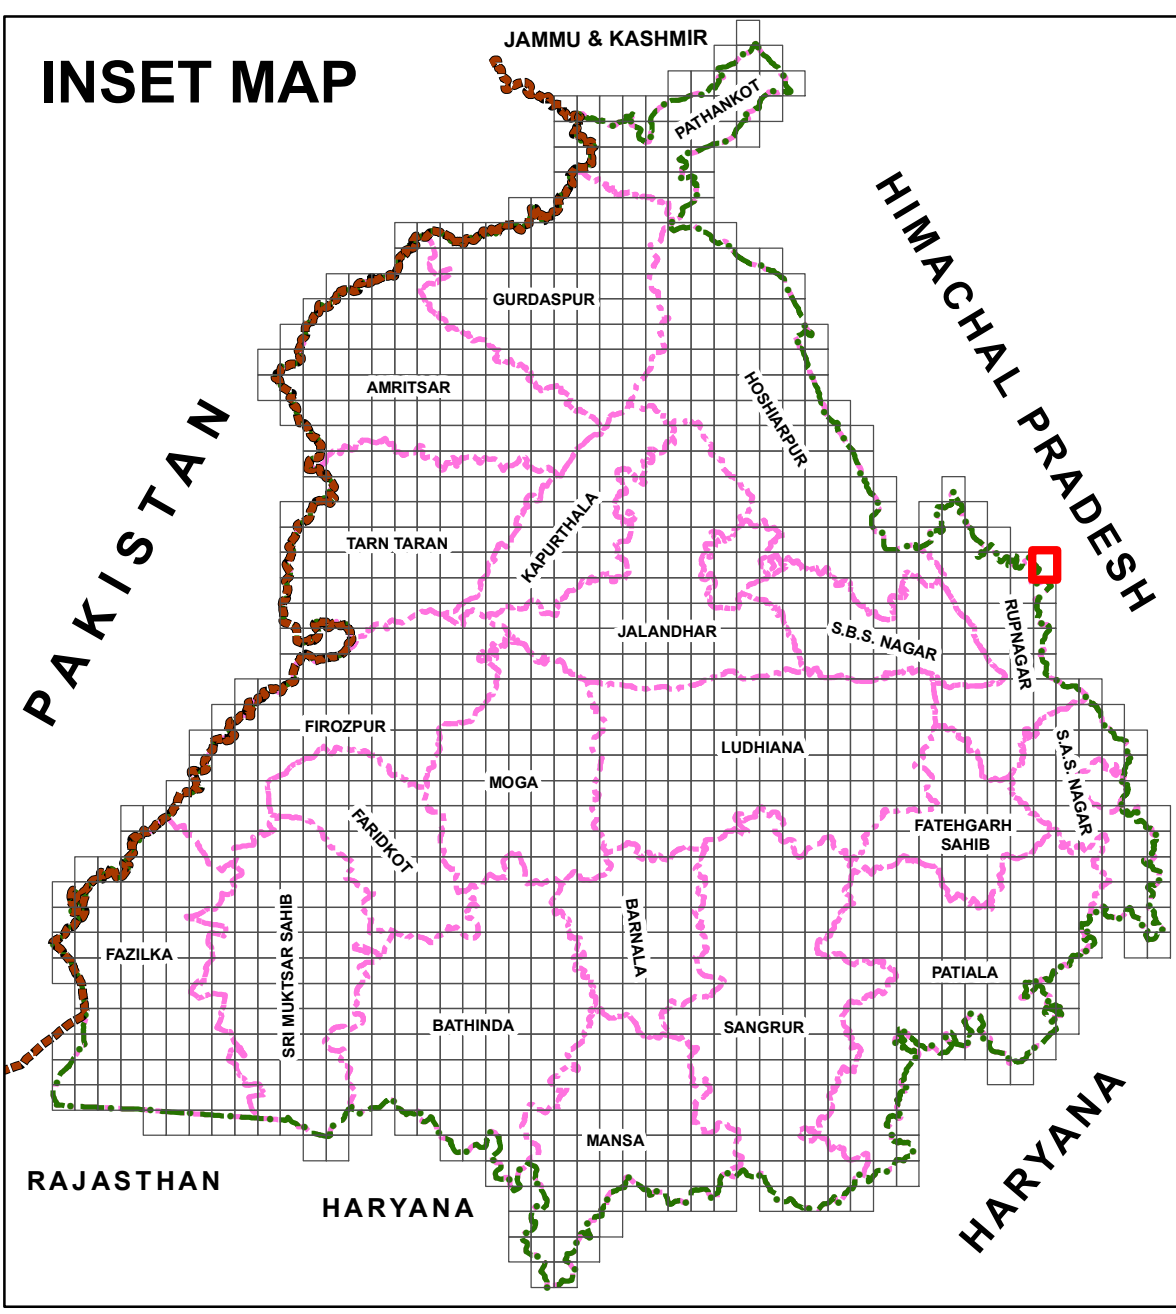 JAMMU & KASHMIR
INSET MAP
PATHANKOT
HIMACHAL PRADESH
GURDASPUR
AMRITSAR
HOSHIARPUR
PAKISTAN
KAPURTHALA
TARN TARAN
JALANDHAR
S.B.S. NAGAR
RUPNAGAR
FIROZPUR
LUDHIANA
S.A.S. NAGAR
MOGA
FARIDKOT
FATEHGARH
SAHIB
SRI MUKTSAR SAHIB
BARNALA
FAZILKA
PATIALA
BATHINDA
SANGRUR
MANSA
HARYANA
RAJASTHAN
HARYANA